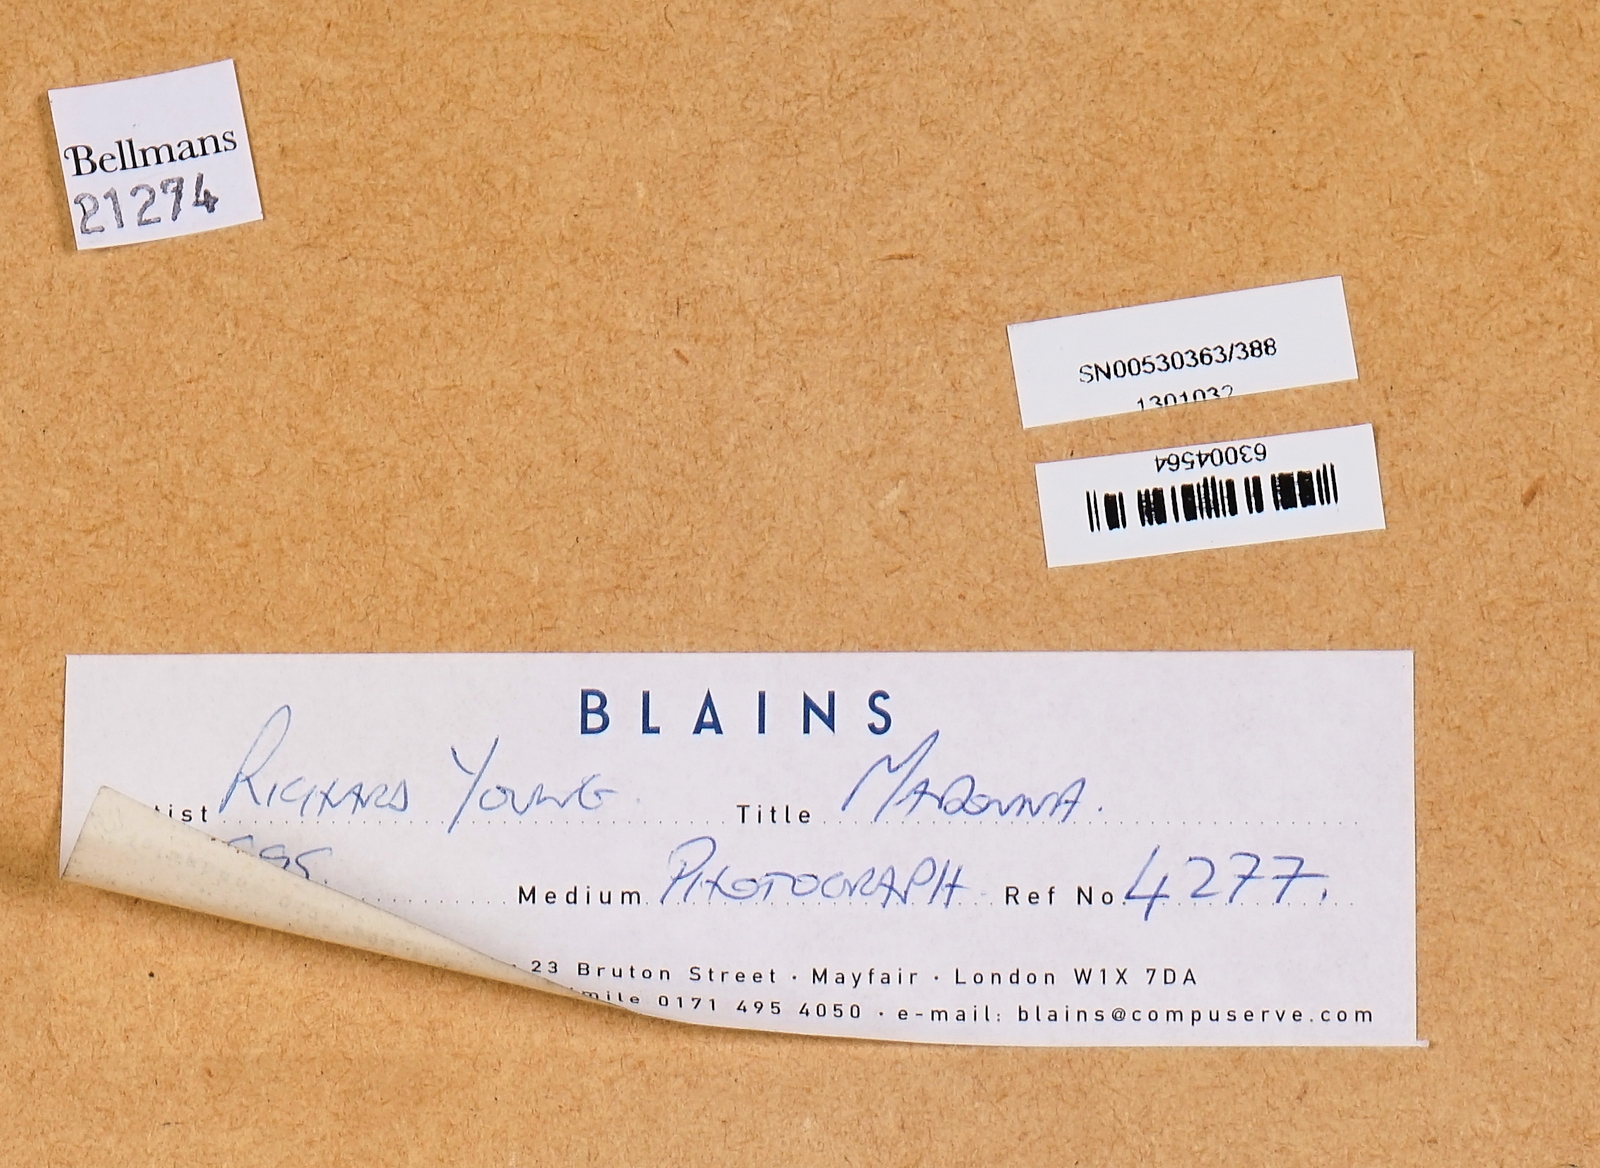 Bellmans
21274
SN00530363/388
1301032
63004564
BLAINS
Richard Young Title Madonna.
Medium Photograph Ref No. 4277.
23 Bruton Street · Mayfair · London W1X 7DA
0171 495 4050 · e-mail: blains@compuserve.com